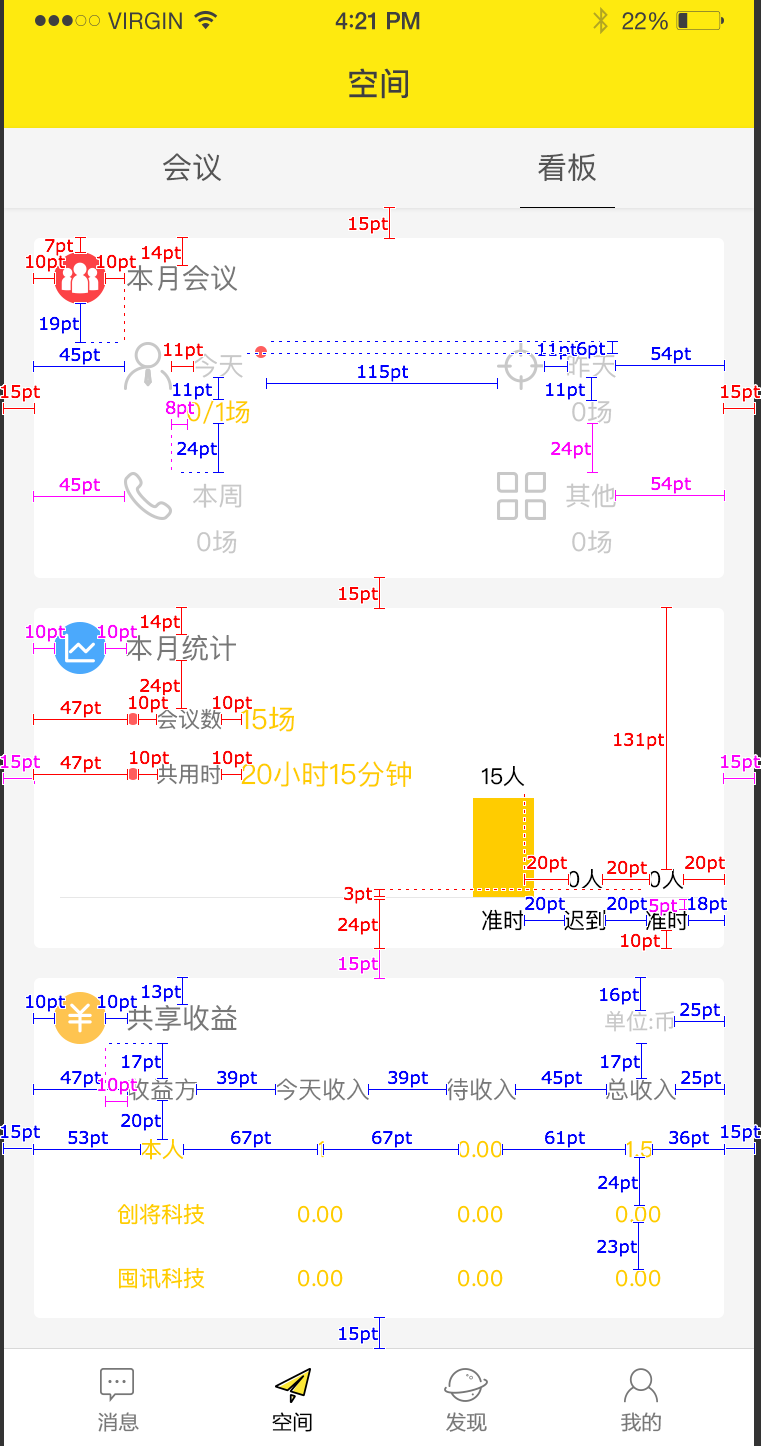 VIRGIN 4:21 PM 22%
空间
会议 看板
15pt
7pt 14pt
10pt 10pt 本月会议
19pt
11pt 11pt 6pt
45pt 今天 115pt 昨天 54pt
15pt 11pt 11pt 15pt
8pt 0/1场 0场
24pt 24pt
45pt 本周 其他 54pt
0场 0场
15pt
14pt
10pt 10pt 本月统计
24pt
47pt 10pt 会议数 10pt 15场
131pt
47pt 10pt 共用时 10pt 20小时15分钟
15pt 15pt
15人
20pt 0人 20pt 0人 20pt
3pt
24pt 准时 20pt 迟到 20pt 准时 5pt 18pt
10pt
15pt
13pt 16pt
10pt 10pt 共享收益 单位:币 25pt
17pt 17pt
47pt 10pt 收益方 39pt 今天收入 39pt 待收入 45pt 总收入 25pt
20pt
15pt 53pt 本人 67pt 1 67pt 0.00 61pt 1.5 36pt 15pt
24pt
创将科技 0.00 0.00 0.00
23pt
囤讯科技 0.00 0.00 0.00
15pt
消息 空间 发现 我的